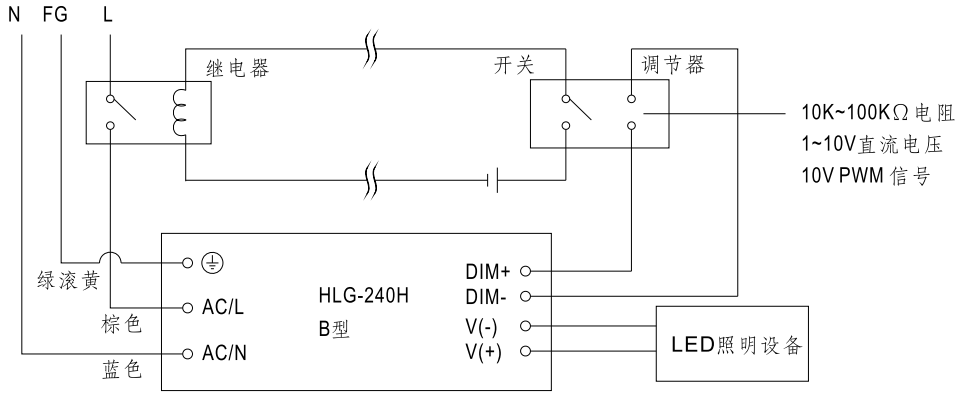 N FG L
继电器
开关
调节器
10K~100KΩ电阻
1~10V直流电压
10V PWM 信号
绿滚黄
棕色
蓝色
AC/L
AC/N
HLG-240H
B型
DIM+
DIM-
V(-)
V(+)
LED照明设备